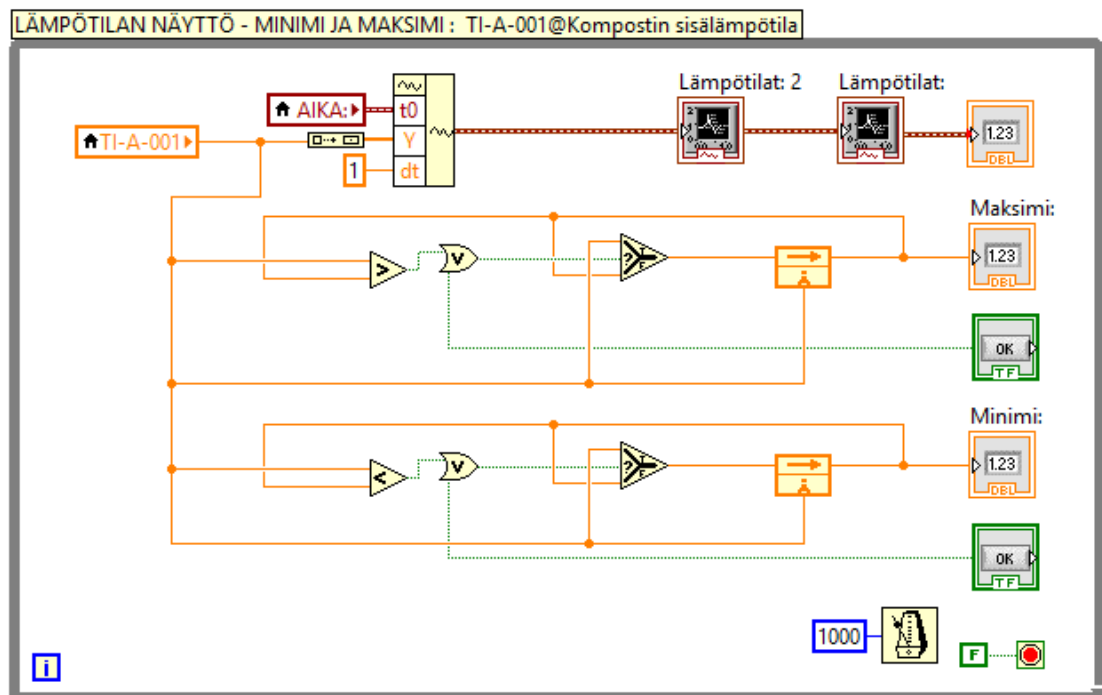 LÄMPÖTILAN NÄYTTÖ - MINIMI JA MAKSIMI : TI-A-001@Kompostin sisälämpötila
Lämpötilat: 2
Lämpötilat:
AIKA:
t0
TI-A-001
Y
1.23
DBL
1
dt
Maksimi:
>
V
?
T
F
1.23
DBL
i
OK
TF
Minimi:
<
V
?
T
F
1.23
DBL
i
OK
TF
1000
F
i